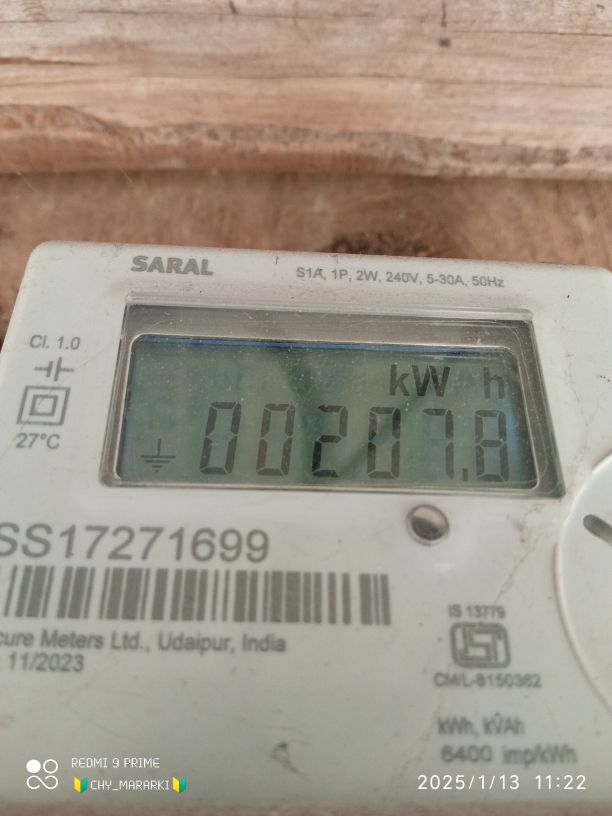 SARAL
S1A, 1P, 2W, 240V, 5-30A, 50Hz
Cl. 1.0
27°C
kW h
00207.8
SS17271699
cure Meters Ltd., Udaipur, India
11/2023
IS 13779
ISI
CM/L-8150362
kWh, kVAh
6400 imp/kWh
REDMI 9 PRIME
CHY_MARARKI
2025/1/13 11:22